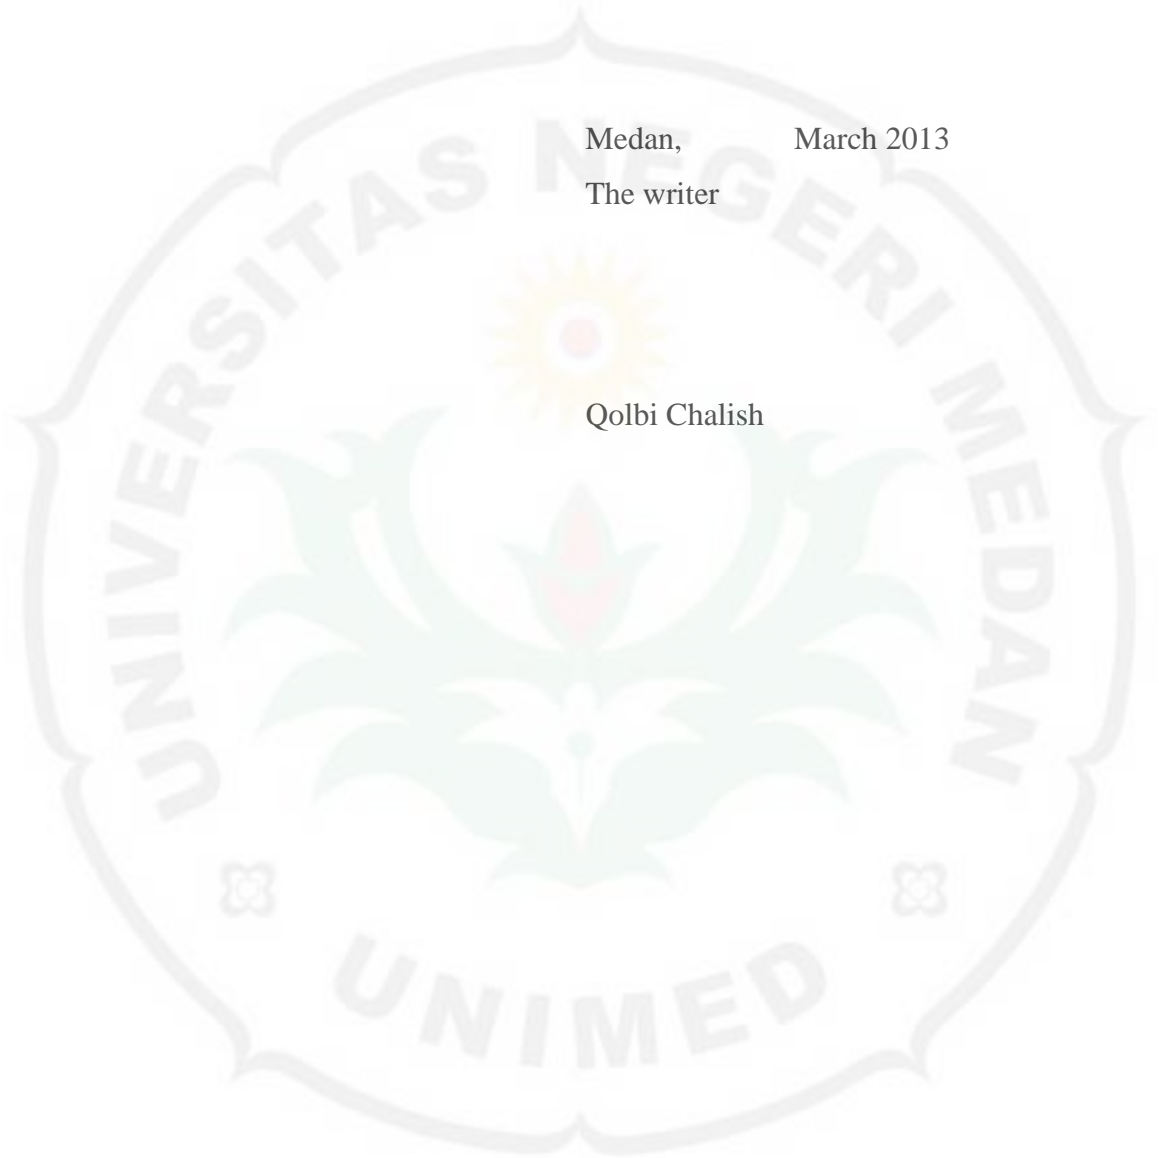 Medan, March 2013
The writer
Qolbi Chalish
UNIVERSITAS NEGERI MEDAN
UNIMED